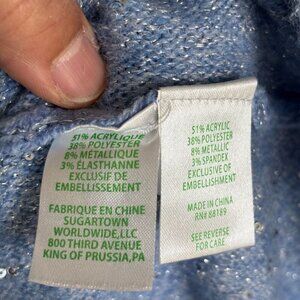 51% ACRYLIQUE
38% POLYESTER
8% METALLIQUE
3% ÉLASTHANNE
EXCLUSIF DE
EMBELLISSEMENT
FABRIQUE EN CHINE
SUGARTOWN
WORLDWIDE,LLC
800 THIRD AVENUE
KING OF PRUSSIA,PA
51% ACRYLIC
38% POLYESTER
8% METALLIC
3% SPANDEX
EXCLUSIVE OF
EMBELLISHMENT
MADE IN CHINA
RN# 88189
SEE REVERSE
FOR CARE